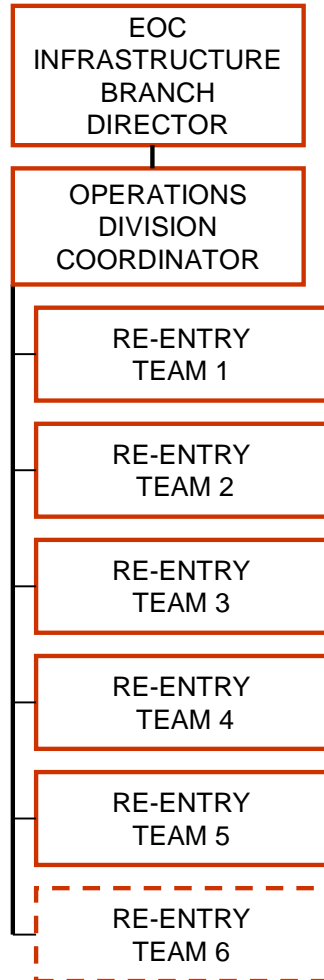 EOC
INFRASTRUCTURE
BRANCH
DIRECTOR
OPERATIONS
DIVISION
COORDINATOR
RE-ENTRY
TEAM 1
RE-ENTRY
TEAM 2
RE-ENTRY
TEAM 3
RE-ENTRY
TEAM 4
RE-ENTRY
TEAM 5
RE-ENTRY
TEAM 6